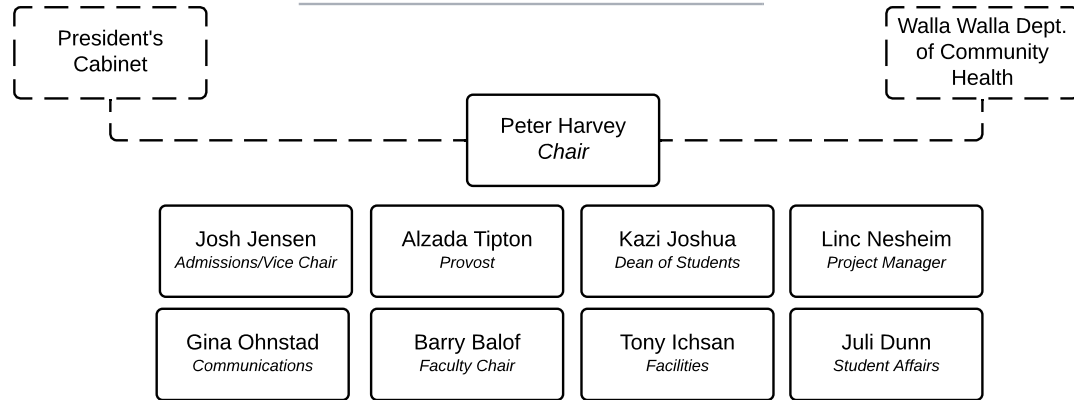 President's
Cabinet
Walla Walla Dept.
of Community
Health
Peter Harvey
Chair
Josh Jensen
Admissions/Vice Chair
Alzada Tipton
Provost
Kazi Joshua
Dean of Students
Linc Nesheim
Project Manager
Gina Ohnstad
Communications
Barry Balof
Faculty Chair
Tony Ichsan
Facilities
Juli Dunn
Student Affairs